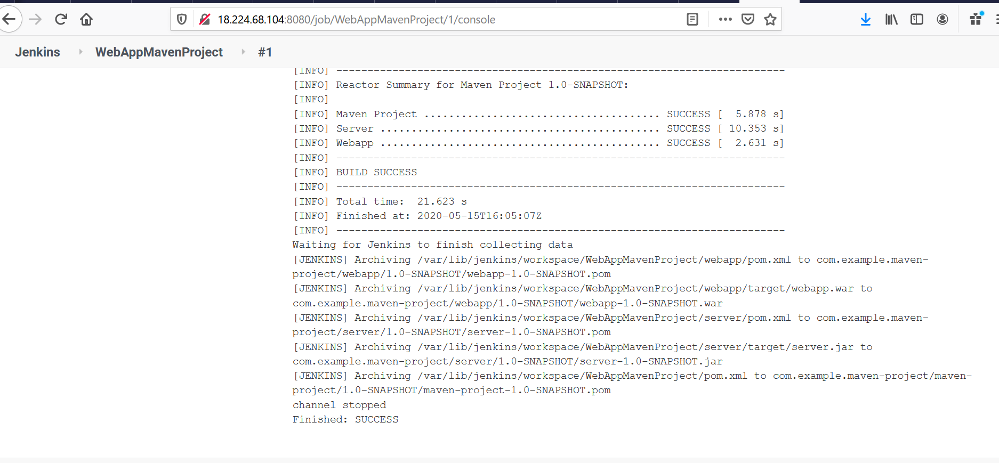 18.224.68.104:8080/job/WebAppMavenProject/1/console
Jenkins WebAppMavenProject #1
[INFO] ------------------------------------------------------------------------
[INFO] Reactor Summary for Maven Project 1.0-SNAPSHOT:
[INFO]
[INFO] Maven Project ...................................... SUCCESS [  5.878 s]
[INFO] Server ............................................. SUCCESS [ 10.353 s]
[INFO] Webapp ............................................. SUCCESS [  2.631 s]
[INFO] ------------------------------------------------------------------------
[INFO] BUILD SUCCESS
[INFO] ------------------------------------------------------------------------
[INFO] Total time:  21.623 s
[INFO] Finished at: 2020-05-15T16:05:07Z
[INFO] ------------------------------------------------------------------------
Waiting for Jenkins to finish collecting data
[JENKINS] Archiving /var/lib/jenkins/workspace/WebAppMavenProject/webapp/pom.xml to com.example.maven-
project/webapp/1.0-SNAPSHOT/webapp-1.0-SNAPSHOT.pom
[JENKINS] Archiving /var/lib/jenkins/workspace/WebAppMavenProject/webapp/target/webapp.war to
com.example.maven-project/webapp/1.0-SNAPSHOT/webapp-1.0-SNAPSHOT.war
[JENKINS] Archiving /var/lib/jenkins/workspace/WebAppMavenProject/server/pom.xml to com.example.maven-
project/server/1.0-SNAPSHOT/server-1.0-SNAPSHOT.pom
[JENKINS] Archiving /var/lib/jenkins/workspace/WebAppMavenProject/server/target/server.jar to
com.example.maven-project/server/1.0-SNAPSHOT/server-1.0-SNAPSHOT.jar
[JENKINS] Archiving /var/lib/jenkins/workspace/WebAppMavenProject/pom.xml to com.example.maven-project/maven-
project/1.0-SNAPSHOT/maven-project-1.0-SNAPSHOT.pom
channel stopped
Finished: SUCCESS